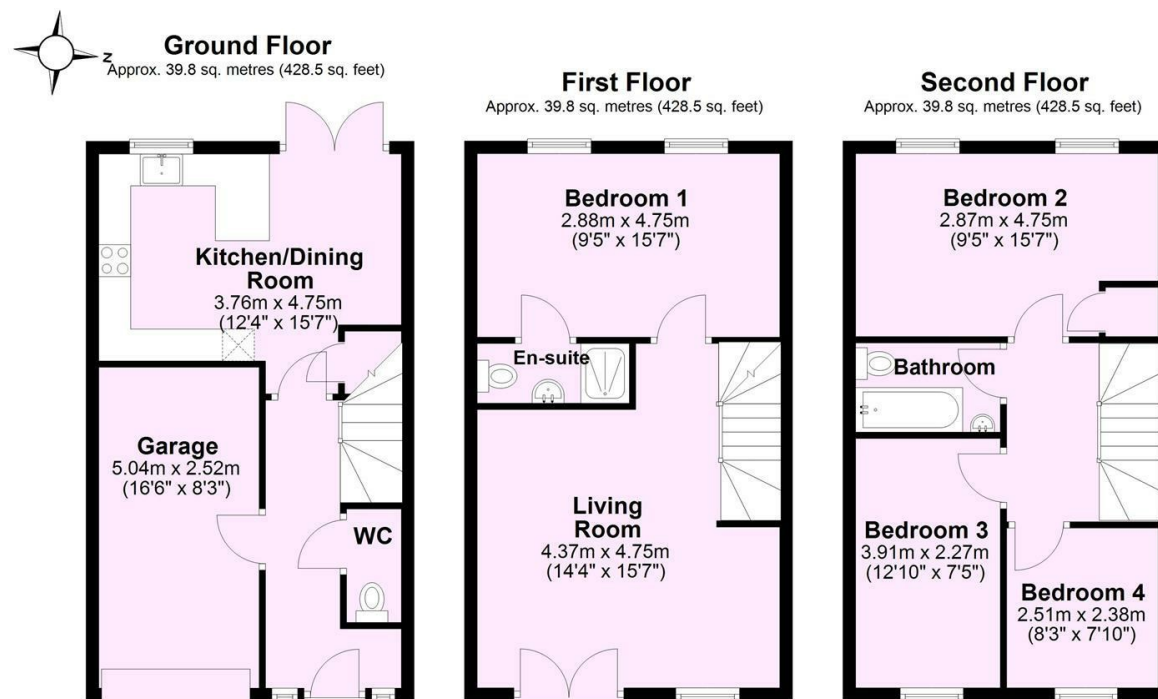 N
Ground Floor
Approx. 39.8 sq. metres (428.5 sq. feet)
Kitchen/Dining
Room
3.76m x 4.75m
(12'4" x 15'7")
Garage
5.04m x 2.52m
(16'6" x 8'3")
WC
First Floor
Approx. 39.8 sq. metres (428.5 sq. feet)
Bedroom 1
2.88m x 4.75m
(9'5" x 15'7")
En-suite
Living
Room
4.37m x 4.75m
(14'4" x 15'7")
Second Floor
Approx. 39.8 sq. metres (428.5 sq. feet)
Bedroom 2
2.87m x 4.75m
(9'5" x 15'7")
Bathroom
Bedroom 3
3.91m x 2.27m
(12'10" x 7'5")
Bedroom 4
2.51m x 2.38m
(8'3" x 7'10")